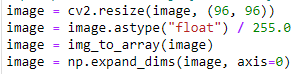 image = cv2.resize(image, (96, 96))
image = image.astype("float") / 255.0
image = img_to_array(image)
image = np.expand_dims(image, axis=0)